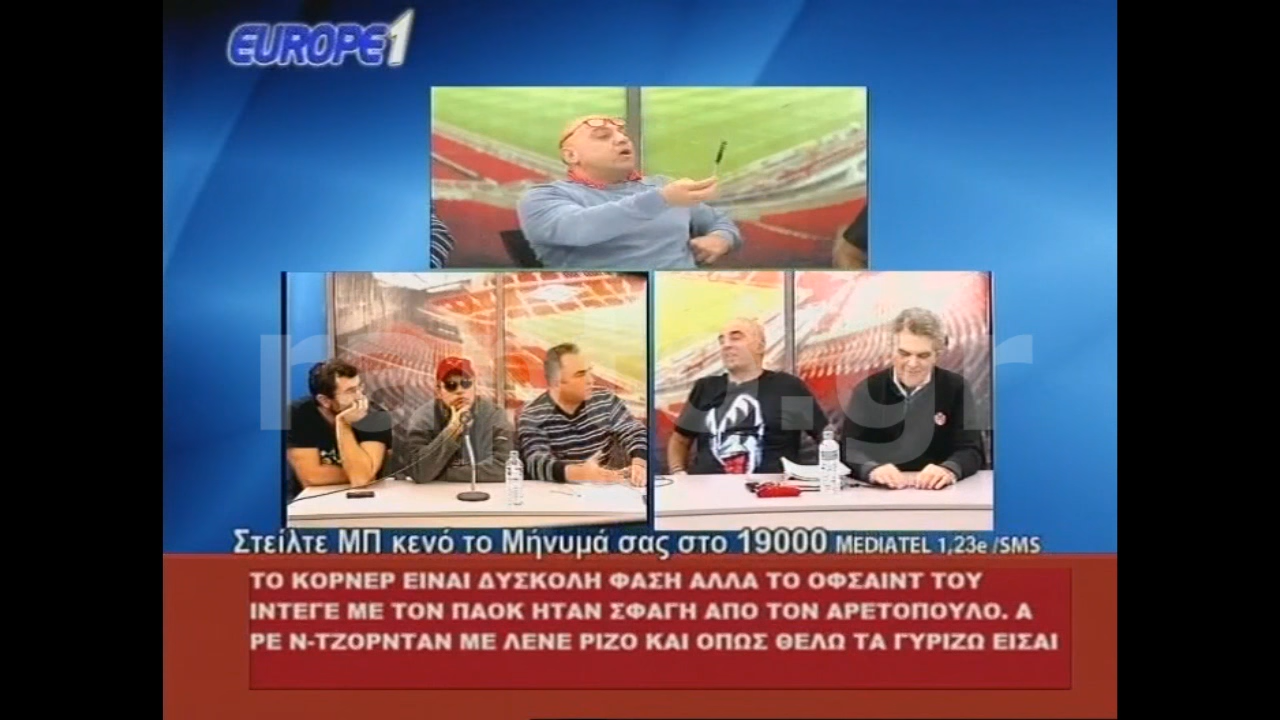 EUROPE1
Στείλτε ΜΠ κενό το Μήνυμά σας στο 19000 MEDIATEL 1,23e /SMS
ΤΟ ΚΟΡΝΕΡ ΕΙΝΑΙ ΔΥΣΚΟΛΗ ΦΑΣΗ ΑΛΛΑ ΤΟ ΟΦΣΑΙΝΤ ΤΟΥ
ΙΝΤΕΓΕ ΜΕ ΤΟΝ ΠΑΟΚ ΗΤΑΝ ΣΦΑΓΗ ΑΠΟ ΤΟΝ ΑΡΕΤΟΠΟΥΛΟ. Α
ΡΕ Ν-ΤΖΟΡΝΤΑΝ ΜΕ ΛΕΝΕ ΡΙΖΟ ΚΑΙ ΟΠΩΣ ΘΕΛΩ ΤΑ ΓΥΡΙΖΩ ΕΙΣΑΙ